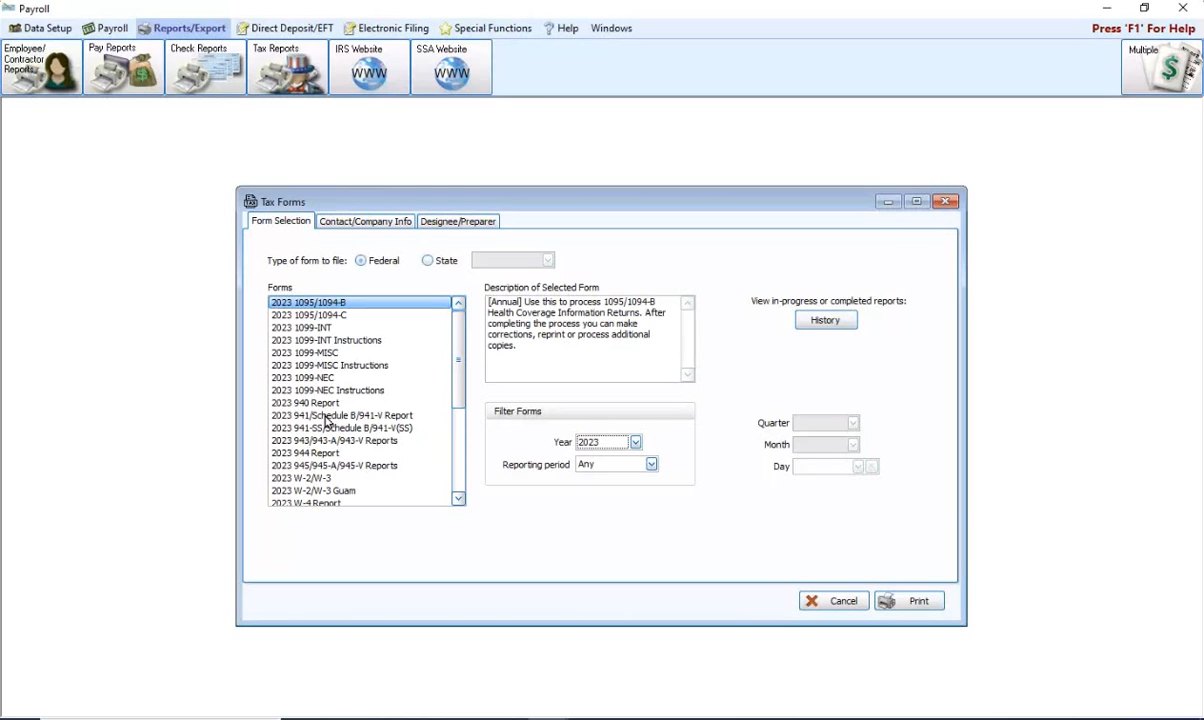 Payroll
Data Setup Payroll Reports/Export Direct Deposit/EFT Electronic Filing Special Functions Help Windows Press 'F1' For Help
Employee/
Contractor
Reports
Pay Reports
Check Reports
Tax Reports
IRS Website
WWW
SSA Website
WWW
Multiple
Tax Forms
Form Selection Contact/Company Info Designee/Preparer
Type of form to file: Federal State
Forms
2023 1095/1094-B
2023 1095/1094-C
2023 1099-INT
2023 1099-INT Instructions
2023 1099-MISC
2023 1099-MISC Instructions
2023 1099-NEC
2023 1099-NEC Instructions
2023 940 Report
2023 941/Schedule B/941-V Report
2023 941-SS/Schedule B/941-V(SS)
2023 943/943-A/943-V Reports
2023 944 Report
2023 945/945-A/945-V Reports
2023 W-2/W-3
2023 W-2/W-3 Guam
2023 W-4 Report
Description of Selected Form
[Annual] Use this to process 1095/1094-B
Health Coverage Information Returns. After
completing the process you can make
corrections, reprint or process additional
copies.
Filter Forms
Year 2023
Reporting period Any
View in-progress or completed reports:
History
Quarter
Month
Day
Cancel Print